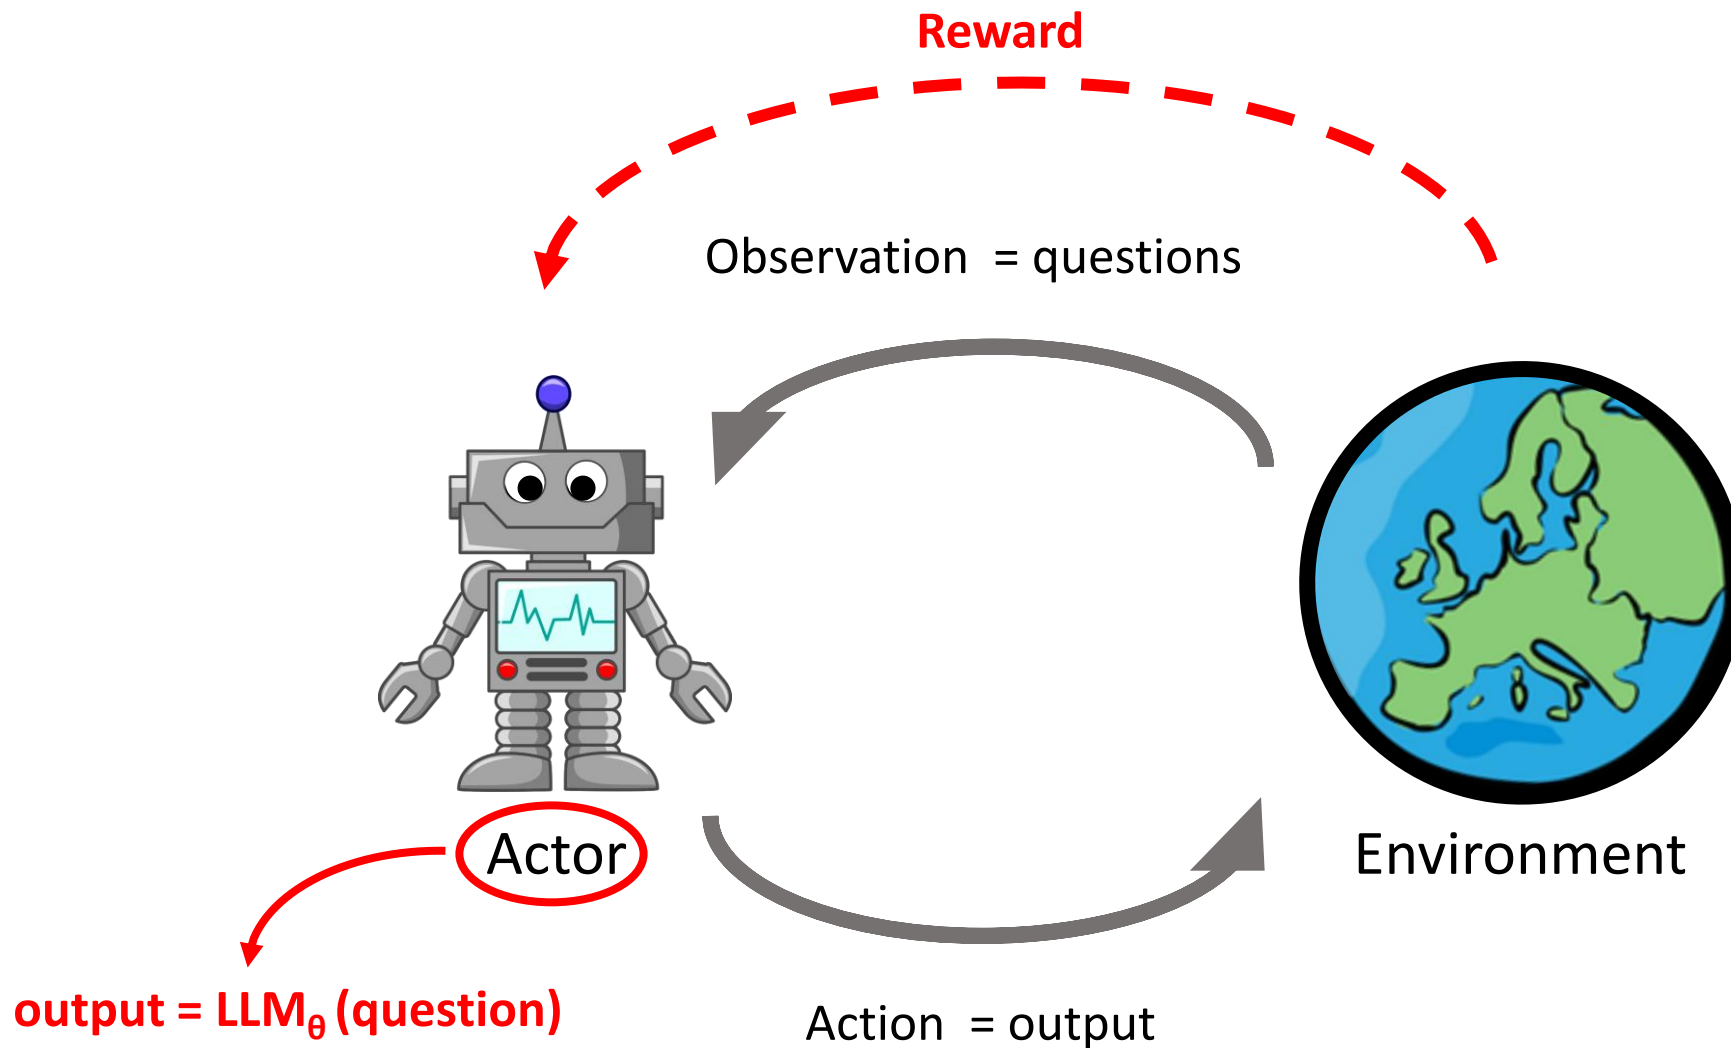 Reward
Observation = questions
Actor
Environment
output = LLMθ (question)
Action = output